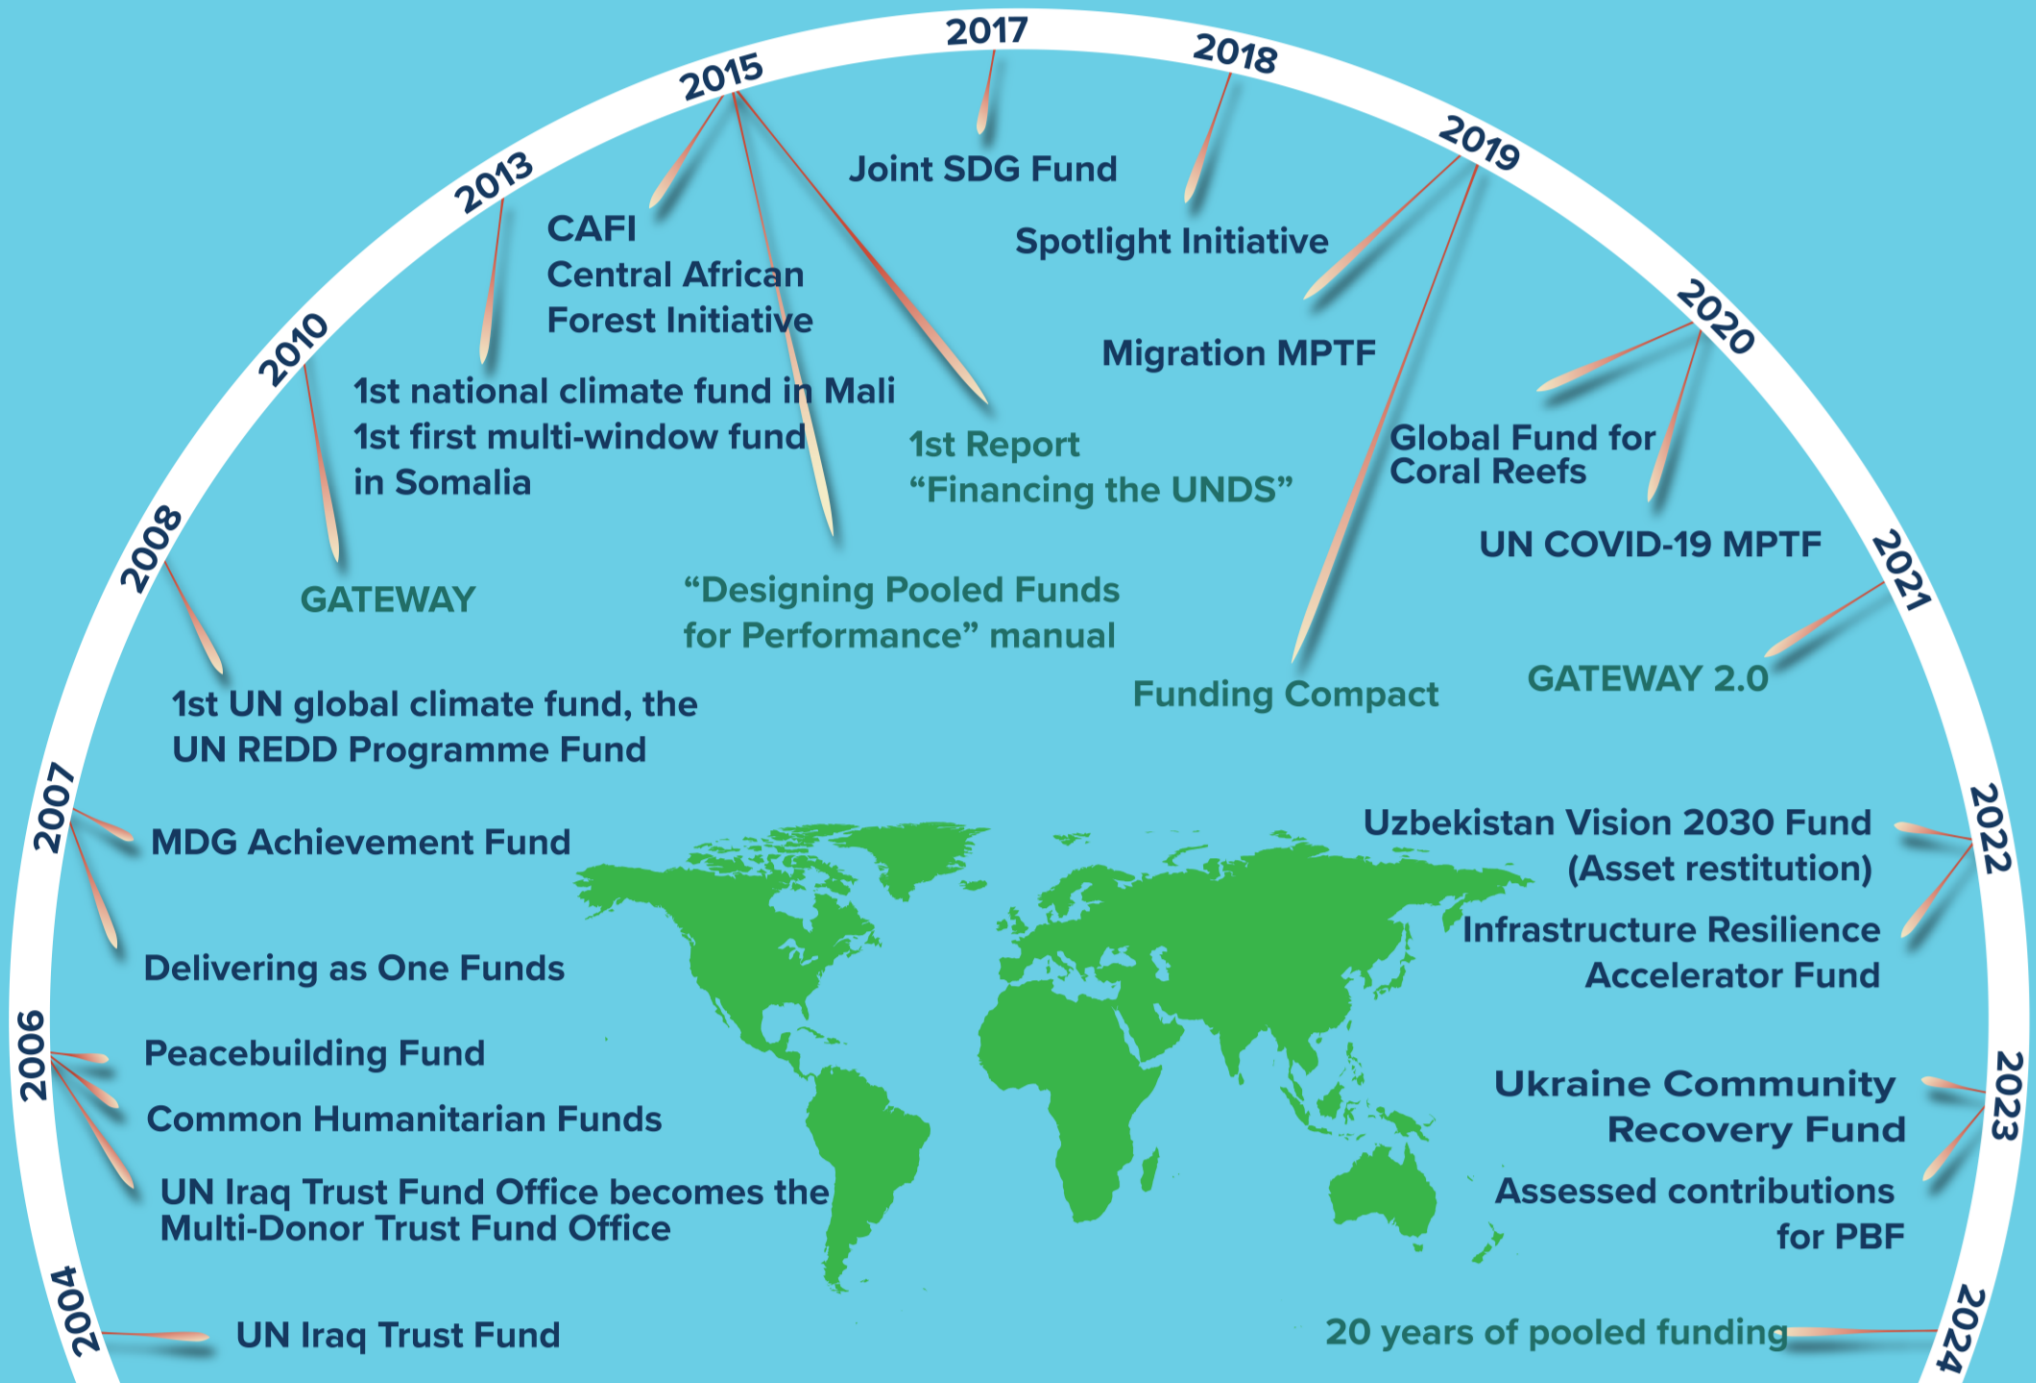 2004
UN Iraq Trust Fund
2006
Peacebuilding Fund
Common Humanitarian Funds
UN Iraq Trust Fund Office becomes the
Multi-Donor Trust Fund Office
2007
MDG Achievement Fund
Delivering as One Funds
2008
1st UN global climate fund, the
UN REDD Programme Fund
2010
GATEWAY
2013
1st national climate fund in Mali
1st first multi-window fund
in Somalia
2015
CAFI
Central African
Forest Initiative
“Designing Pooled Funds
for Performance” manual
1st Report
“Financing the UNDS”
2017
Joint SDG Fund
2018
Spotlight Initiative
2019
Migration MPTF
Funding Compact
2020
Global Fund for
Coral Reefs
UN COVID-19 MPTF
2021
GATEWAY 2.0
2022
Uzbekistan Vision 2030 Fund
(Asset restitution)
Infrastructure Resilience
Accelerator Fund
2023
Ukraine Community
Recovery Fund
Assessed contributions
for PBF
2024
20 years of pooled funding